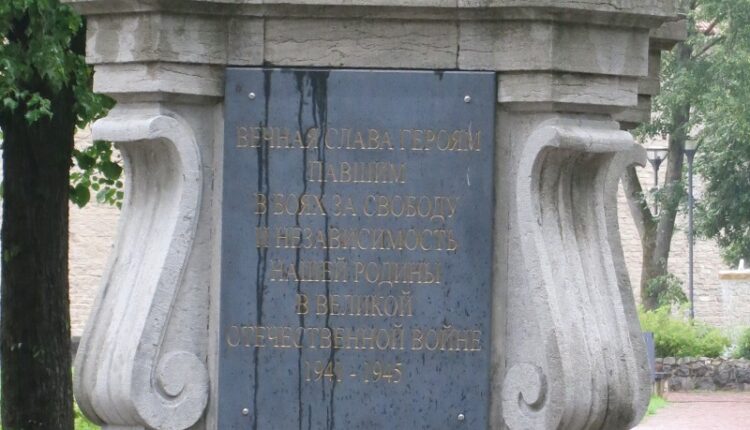 ВЕЧНАЯ СЛАВА ГЕРОЯМ
ПАВШИМ
В БОЯХ ЗА СВОБОДУ
И НЕЗАВИСИМОСТЬ
НАШЕЙ РОДИНЫ
В ВЕЛИКОЙ
ОТЕЧЕСТВЕННОЙ ВОЙНЕ
1941 - 1945